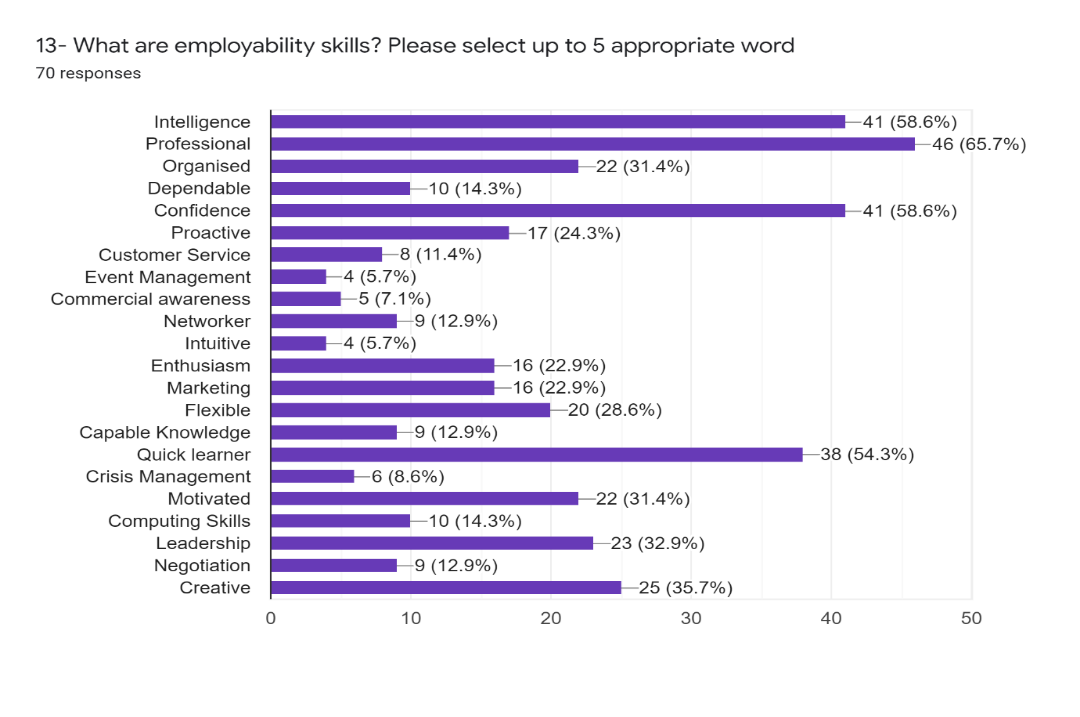 13- What are employability skills? Please select up to 5 appropriate word
70 responses
Intelligence 41 (58.6%)
Professional 46 (65.7%)
Organised 22 (31.4%)
Dependable 10 (14.3%)
Confidence 41 (58.6%)
Proactive 17 (24.3%)
Customer Service 8 (11.4%)
Event Management 4 (5.7%)
Commercial awareness 5 (7.1%)
Networker 9 (12.9%)
Intuitive 4 (5.7%)
Enthusiasm 16 (22.9%)
Marketing 16 (22.9%)
Flexible 20 (28.6%)
Capable Knowledge 9 (12.9%)
Quick learner 38 (54.3%)
Crisis Management 6 (8.6%)
Motivated 22 (31.4%)
Computing Skills 10 (14.3%)
Leadership 23 (32.9%)
Negotiation 9 (12.9%)
Creative 25 (35.7%)
0 10 20 30 40 50